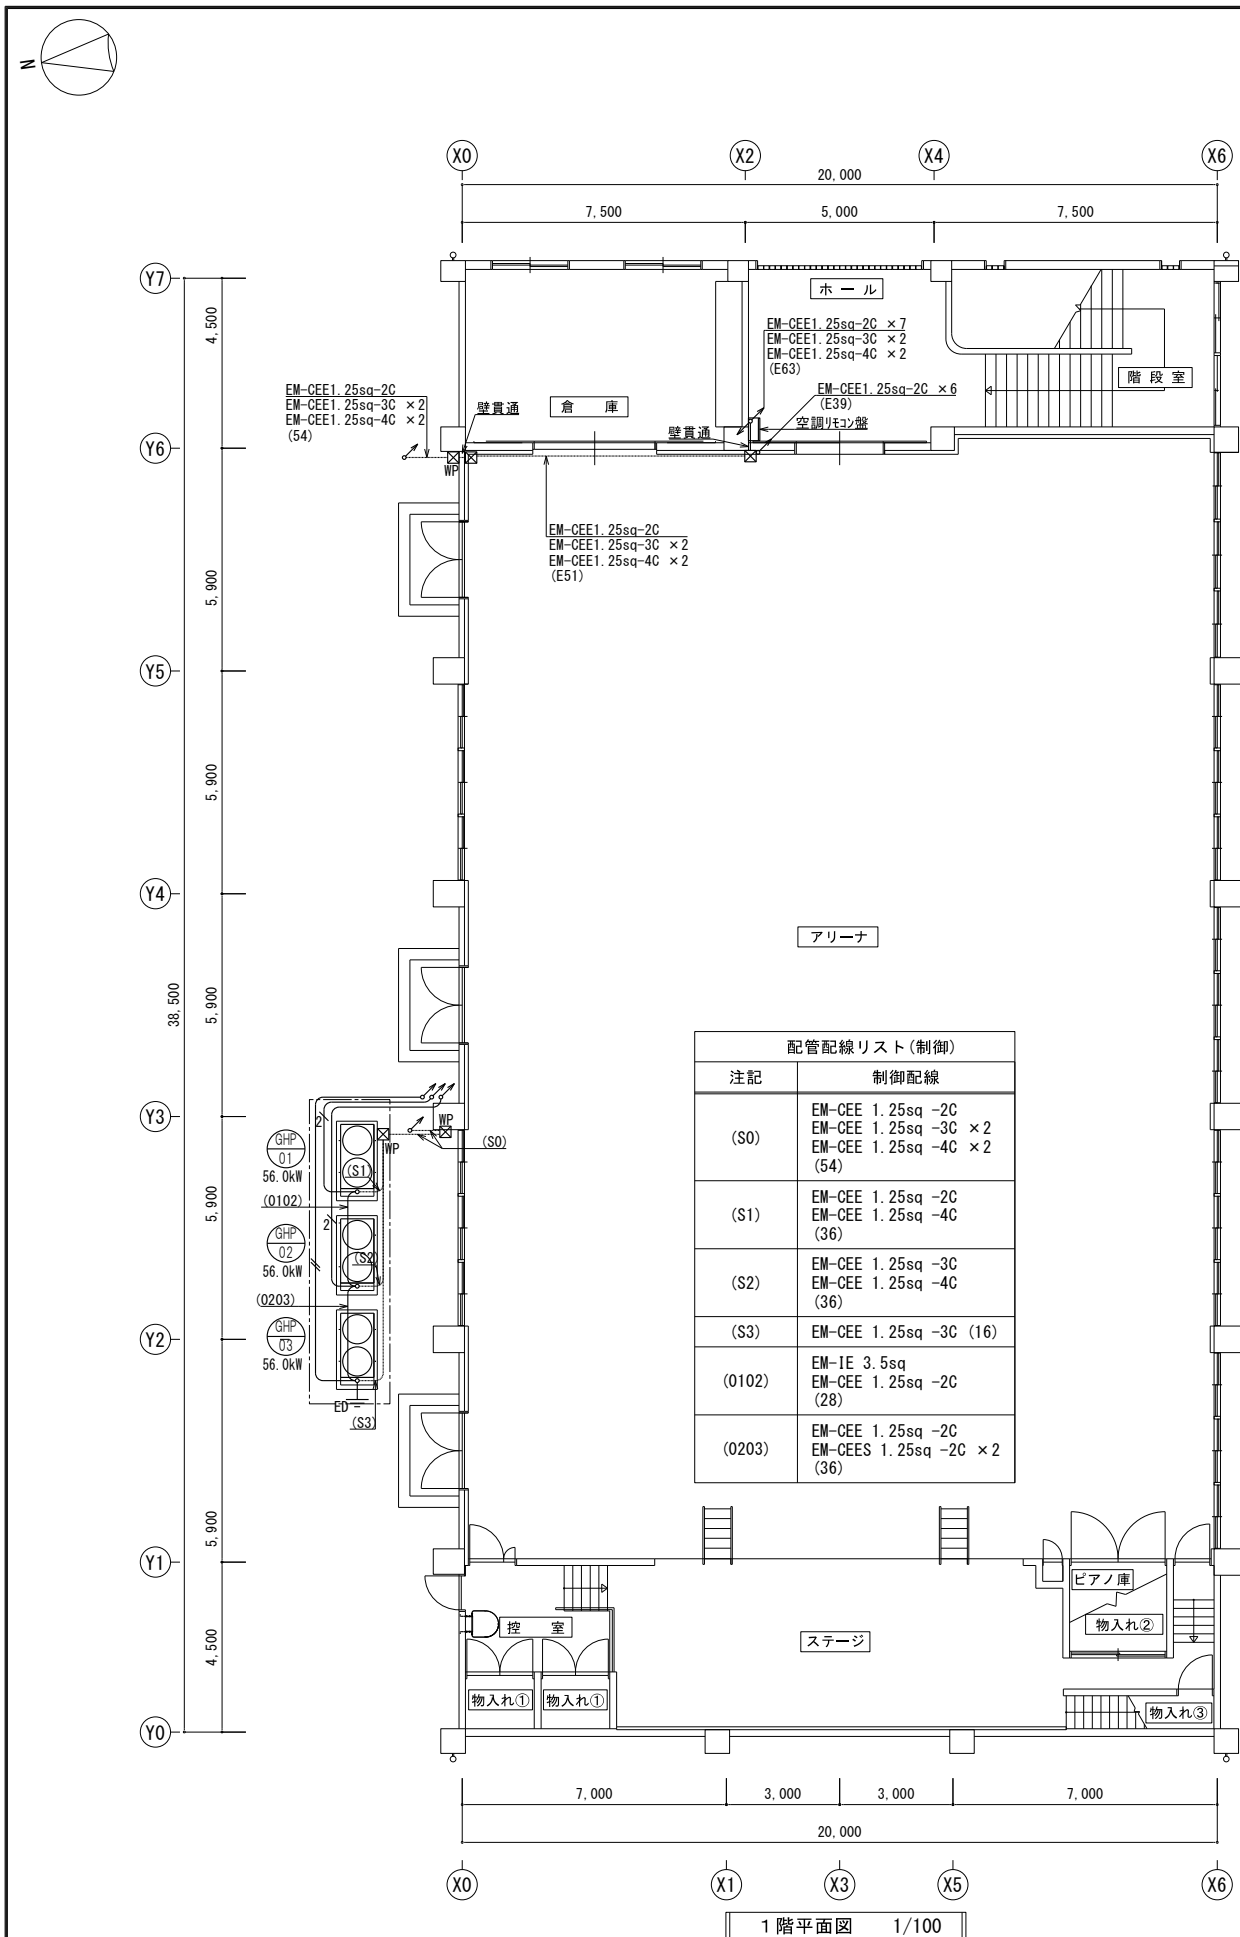 N
X0
X2
X4
X6
20,000
7,500
5,000
7,500
Y7
Y6
Y5
Y4
Y3
Y2
Y1
Y0
4,500
5,900
5,900
5,900
5,900
5,900
4,500
38,500
ホール
EM-CEE1.25sq-2C ×7
EM-CEE1.25sq-3C ×2
EM-CEE1.25sq-4C ×2
(E63)
EM-CEE1.25sq-2C ×6
(E39)
空調リモコン盤
階段室
EM-CEE1.25sq-2C
EM-CEE1.25sq-3C ×2
EM-CEE1.25sq-4C ×2
(54)
壁貫通
倉 庫
壁貫通
WP
EM-CEE1.25sq-2C
EM-CEE1.25sq-3C ×2
EM-CEE1.25sq-4C ×2
(E51)
アリーナ
配管配線リスト(制御)
注記 制御配線
(S0)
EM-CEE 1.25sq -2C
EM-CEE 1.25sq -3C ×2
EM-CEE 1.25sq -4C ×2
(54)
(S1)
EM-CEE 1.25sq -2C
EM-CEE 1.25sq -4C
(36)
(S2)
EM-CEE 1.25sq -3C
EM-CEE 1.25sq -4C
(36)
(S3) EM-CEE 1.25sq -3C (16)
(0102)
EM-IE 3.5sq
EM-CEE 1.25sq -2C
(28)
(0203)
EM-CEE 1.25sq -2C
EM-CEES 1.25sq -2C ×2
(36)
2
WP
WP
(S0)
GHP
01
56.0kW
(S1)
(0102)
2
GHP
02
56.0kW
(S2)
(0203)
GHP
03
56.0kW
ED
(S3)
控 室
物入れ①
物入れ①
ステージ
ピアノ庫
物入れ②
物入れ③
7,000
3,000
3,000
7,000
20,000
X0
X1
X3
X5
X6
1階平面図 1/100